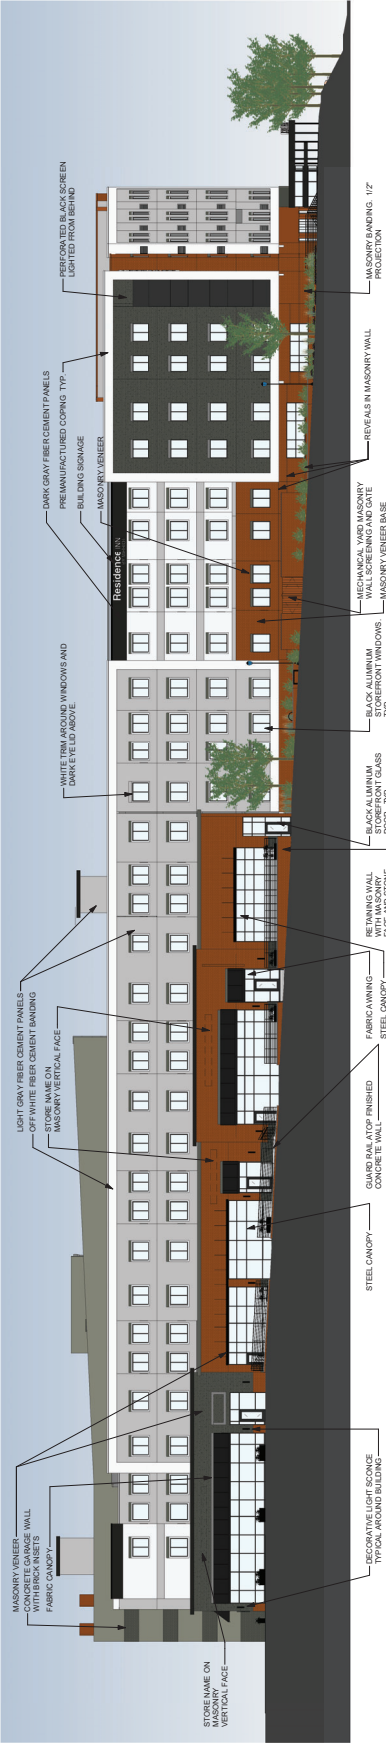 MASONRY VENEER
CONCRETE GARAGE WALL
WITH BRICK INSETS
FABRIC CANOPY
LIGHT GRAY FIBER CEMENT PANELS
OFF WHITE FIBER CEMENT BANDING
STORE NAME ON
MASONRY VERTICAL FACE
WHITE TRIM AROUND WINDOWS AND
DARK EYE LID ABOVE.
DARK GRAY FIBER CEMENT PANELS
PREMANUFACTURED COPING TYP.
BUILDING SIGNAGE
MASONRY VENEER
PERFORATED BLACK SCREEN
LIGHTED FROM BEHIND
Residence INN
STORE NAME ON
MASONRY
VERTICAL FACE
DECORATIVE LIGHT SCONCE
TYPICAL AROUND BUILDING
STEEL CANOPY
GUARD RAIL ATOP FINISHED
CONCRETE WALL
FABRIC AWNING
STEEL CANOPY
RETAINING WALL
WITH MASONRY
BLACK ALUMINUM
STOREFRONT GLASS
BLACK ALUMINUM
STOREFRONT WINDOWS,
MECHANICAL YARD MASONRY
WALL SCREENING AND GATE
MASONRY VENEER BASE
REVEALS IN MASONRY WALL
MASONRY BANDING. 1/2"
PROJECTION